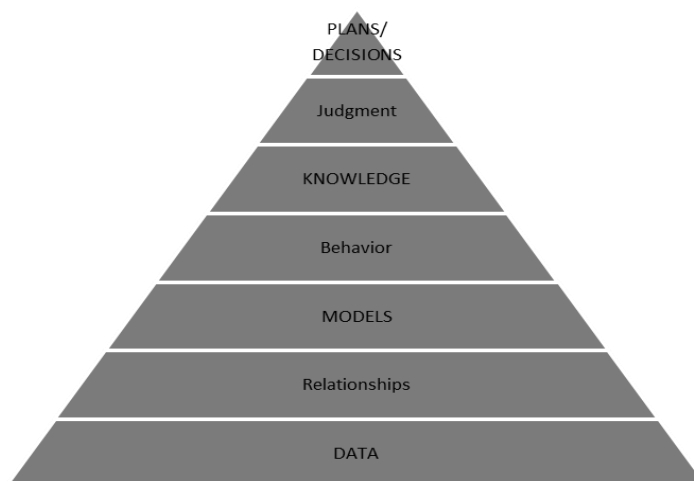 PLANS/
DECISIONS
Judgment
KNOWLEDGE
Behavior
MODELS
Relationships
DATA